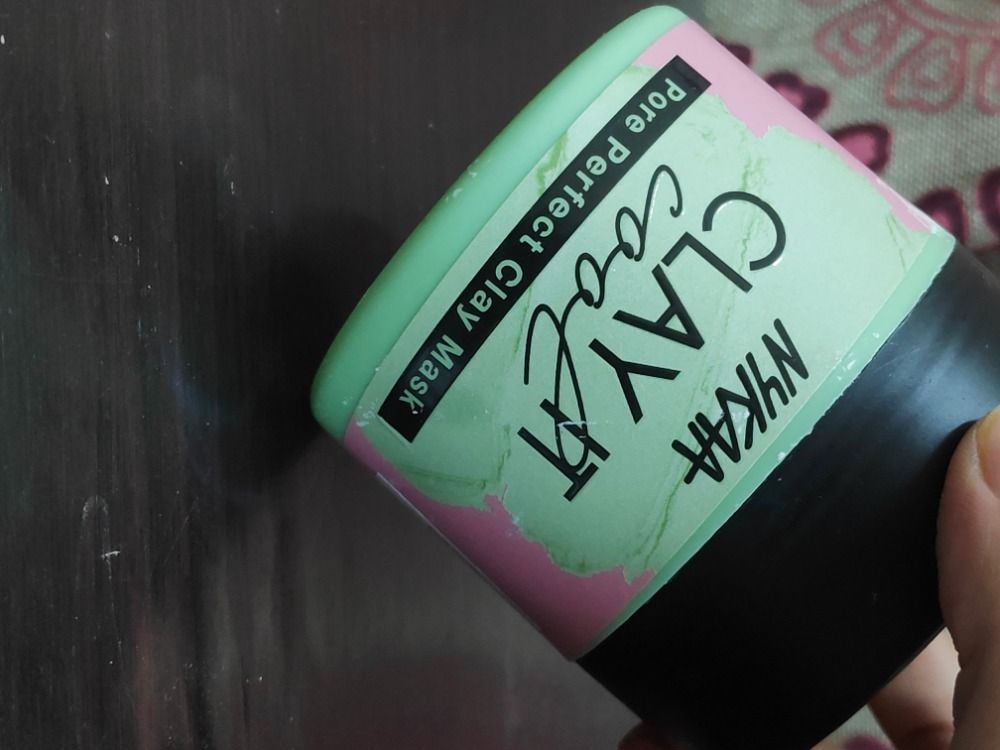 NYKAA
CLAY IT
cool
Pore Perfect Clay Mask